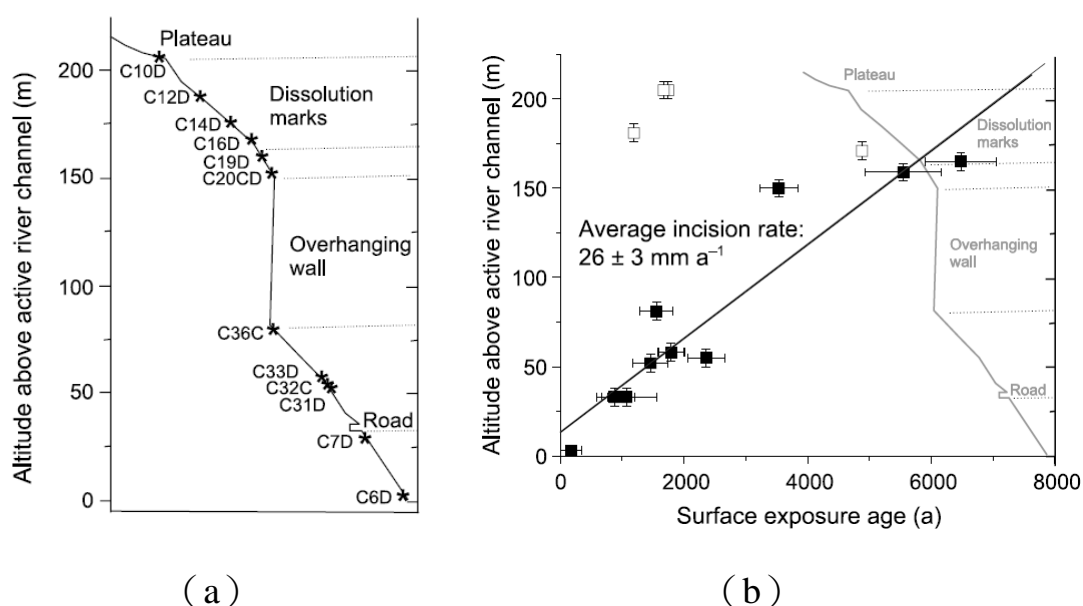 Altitude above active river channel (m)
200
150
100
50
0
Plateau
C10D
C12D
Dissolution
marks
C14D
C16D
C19D
C20CD
Overhanging
wall
C36C
C33D
C32C
C31D
Road
C7D
C6D
(a)
Altitude above active river channel (m)
200
150
100
50
0
Plateau
Dissolution
marks
Average incision rate:
26 ± 3 mm a⁻¹
Overhanging
wall
Road
0 2000 4000 6000 8000
Surface exposure age (a)
(b)